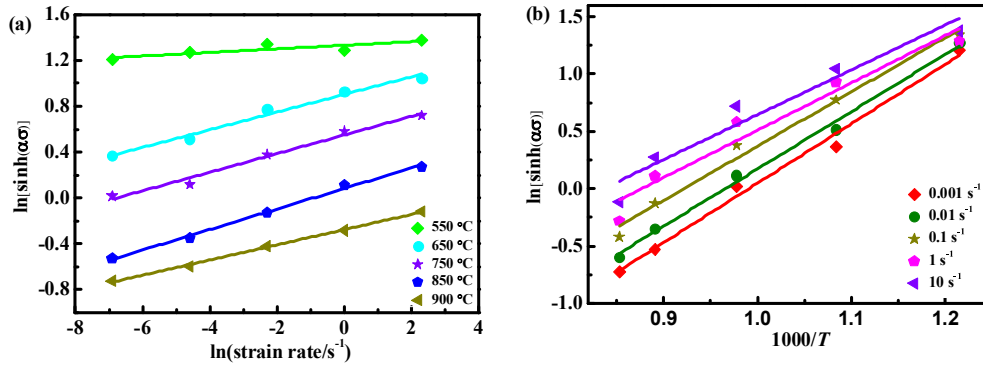 (a)
ln[sinh(ασ)]
1.6
1.2
0.8
0.4
0.0
-0.4
-0.8
-8 -6 -4 -2 0 2 4
ln(strain rate/s⁻¹)
550 °C
650 °C
750 °C
850 °C
900 °C
(b)
ln[sinh(ασ)]
1.5
1.0
0.5
0.0
-0.5
-1.0
0.9 1.0 1.1 1.2
1000/T
0.001 s⁻¹
0.01 s⁻¹
0.1 s⁻¹
1 s⁻¹
10 s⁻¹